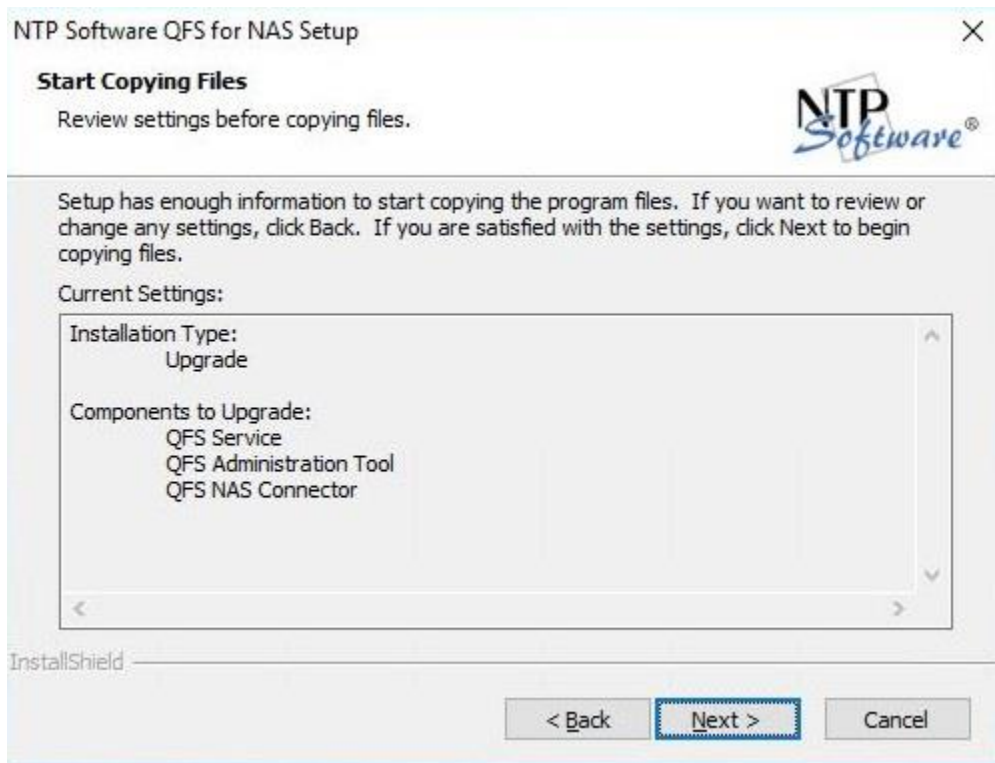 NTP Software QFS for NAS Setup
Start Copying Files
Review settings before copying files.
NTP
Software®
Setup has enough information to start copying the program files. If you want to review or
change any settings, click Back. If you are satisfied with the settings, click Next to begin
copying files.
Current Settings:
Installation Type:
Upgrade
Components to Upgrade:
QFS Service
QFS Administration Tool
QFS NAS Connector
InstallShield
< Back
Next >
Cancel